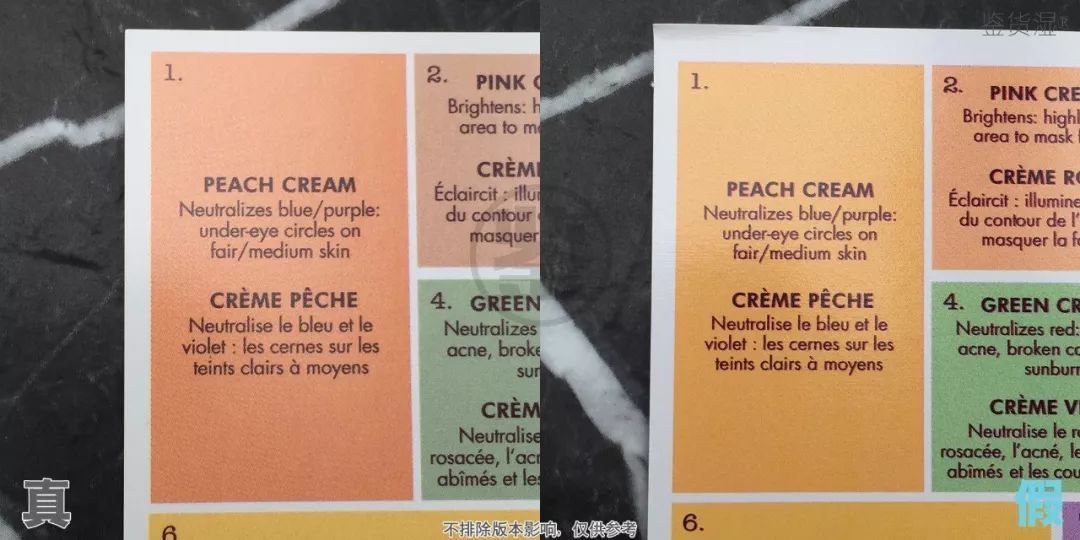 1.
PEACH CREAM
Neutralizes blue/purple:
under-eye circles on
fair/medium skin
CRÈME PÊCHE
Neutralise le bleu et le
violet : les cernes sur les
teints clairs à moyens
2.
PINK C
Brightens: h
area to m
CRÈM
Éclaircit : illu
du contour
masquer
4.
GREEN
Neutralizes
acne, broke
sun
CRÈM
Neutralise
rosacée, l'acn
abîmés et les
6.
真
鉴货湿R
1.
PEACH CREAM
Neutralizes blue/purple:
under-eye circles on
fair/medium skin
CRÈME PÊCHE
Neutralise le bleu et le
violet : les cernes sur les
teints clairs à moyens
2.
PINK CRE
Brightens: highl
area to mask
CRÈME RO
Éclaircit : illumine
du contour de l'
masquer la f
4.
GREEN CR
Neutralizes red:
acne, broken ca
sunburn
CRÈME V
Neutralise le r
rosacée, l'acné, le
abîmés et les cou
6.
假
不排除版本影响，仅供参考